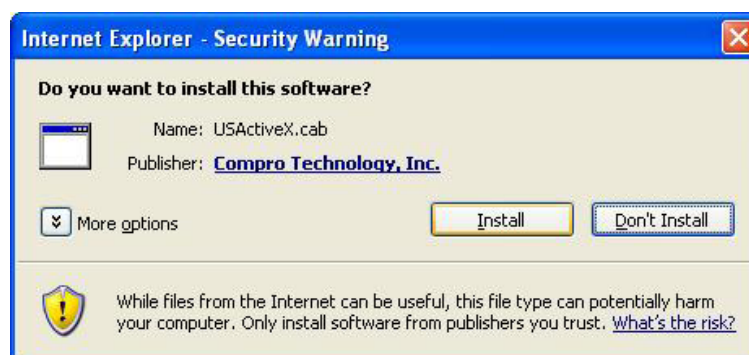 Internet Explorer - Security Warning
Do you want to install this software?
Name: USActiveX.cab
Publisher: Compro Technology, Inc.
More options
Install
Don't Install
While files from the Internet can be useful, this file type can potentially harm
your computer. Only install software from publishers you trust. What's the risk?